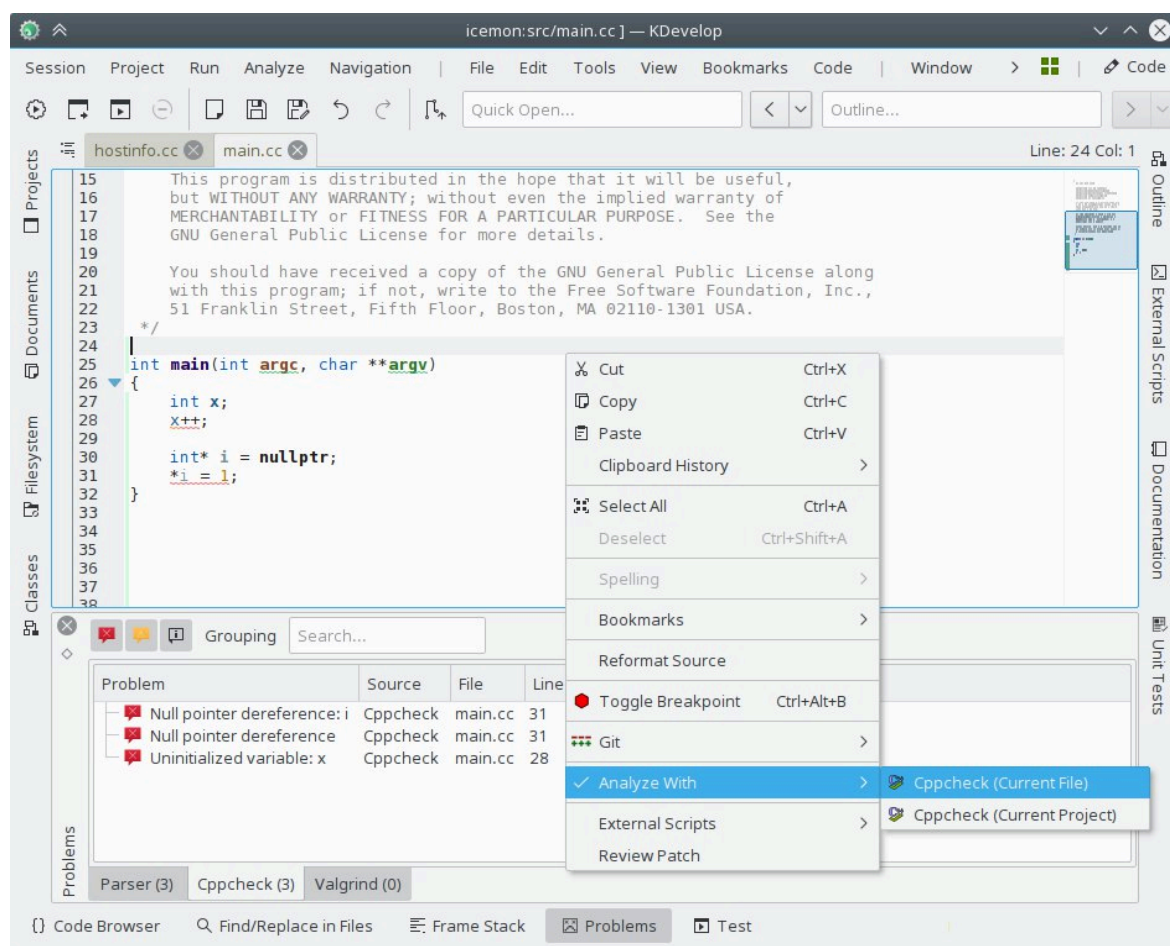 icemon:src/main.cc ] — KDevelop
Session Project Run Analyze Navigation | File Edit Tools View Bookmarks Code | Window > | Code
Quick Open... Outline...
hostinfo.cc main.cc Line: 24 Col: 1
Projects
Documents
Filesystem
Classes
15 This program is distributed in the hope that it will be useful,
16 but WITHOUT ANY WARRANTY; without even the implied warranty of
17 MERCHANTABILITY or FITNESS FOR A PARTICULAR PURPOSE. See the
18 GNU General Public License for more details.
19
20 You should have received a copy of the GNU General Public License along
21 with this program; if not, write to the Free Software Foundation, Inc.,
22 51 Franklin Street, Fifth Floor, Boston, MA 02110-1301 USA.
23 */
24
25 int main(int argc, char **argv)
26 {
27 int x;
28 x++;
29
30 int* i = nullptr;
31 *i = 1;
32 }
33
34
35
36
37
38
Outline
External Scripts
Documentation
Unit Tests
Cut Ctrl+X
Copy Ctrl+C
Paste Ctrl+V
Clipboard History >
Select All Ctrl+A
Deselect Ctrl+Shift+A
Spelling >
Bookmarks >
Reformat Source
Toggle Breakpoint Ctrl+Alt+B
Git >
Analyze With >
External Scripts >
Review Patch
Cppcheck (Current File)
Cppcheck (Current Project)
Problems
Grouping Search...
Problem Source File Line
Null pointer dereference: i Cppcheck main.cc 31
Null pointer dereference Cppcheck main.cc 31
Uninitialized variable: x Cppcheck main.cc 28
Parser (3) Cppcheck (3) Valgrind (0)
{} Code Browser Find/Replace in Files Frame Stack Problems Test